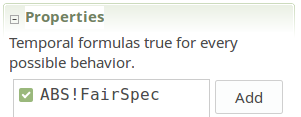 Properties
Temporal formulas true for every
possible behavior.
ABS!FairSpec
Add